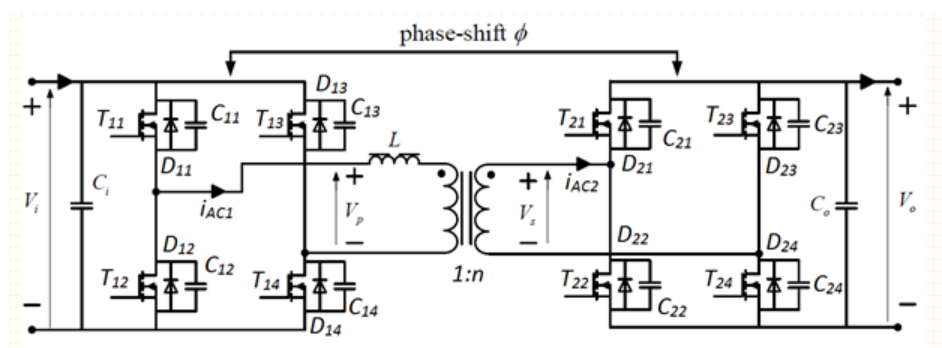 phase-shift ϕ
D13
T11 C11 T13 C13 T21 C21 T23 C23
L
D11 D21 D23
+ + + +
Vi Ci iAC1 Vp Vs iAC2 Co Vo
− − − −
D12 D22 D24
T12 C12 T14 C14 1:n T22 C22 T24 C24
D14